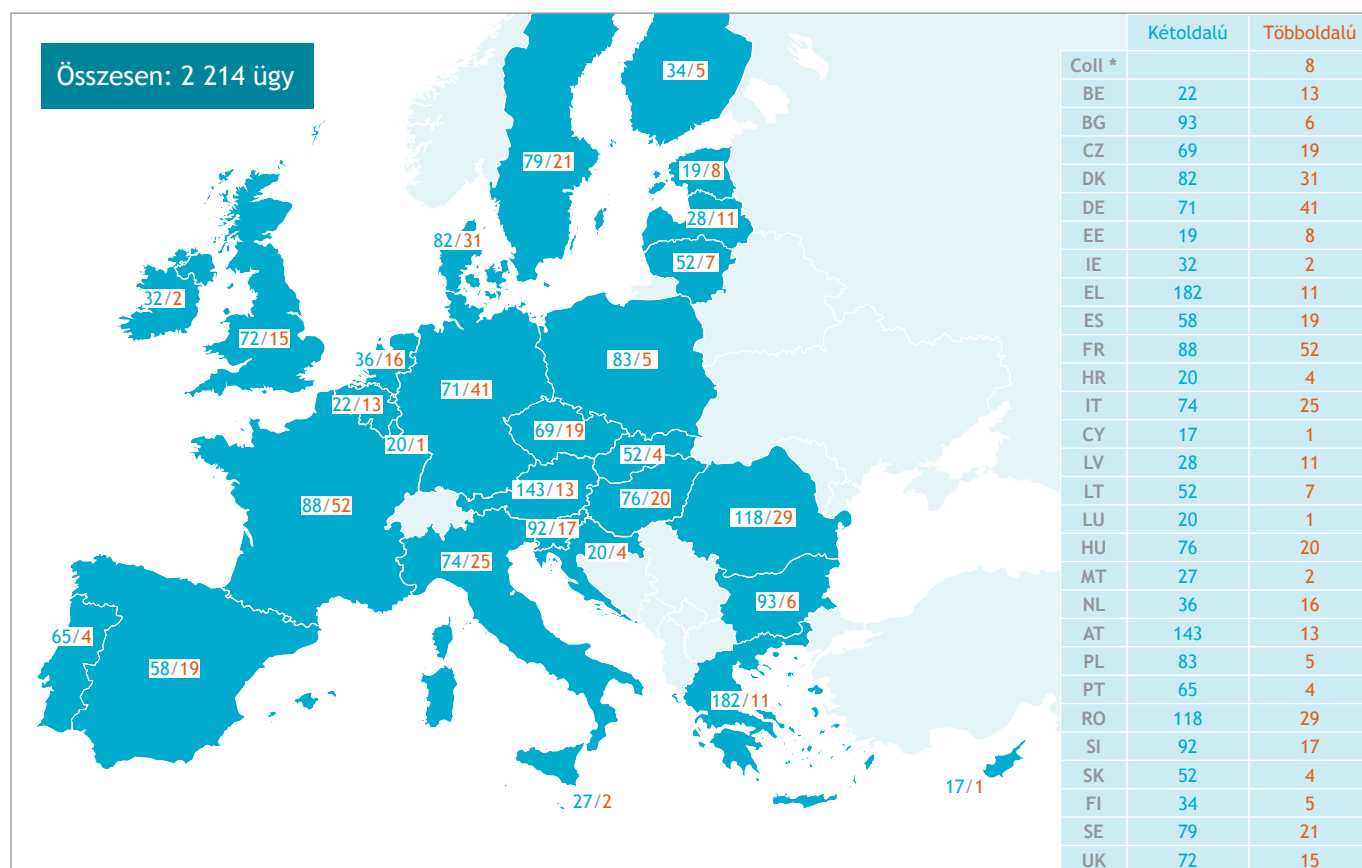 Összesen: 2 214 ügy
34/5
79/21
19/8
28/11
82/31
52/7
32/2
72/15
36/16
83/5
71/41
22/13
69/19
20/1
52/4
143/13
76/20
88/52
118/29
92/17
20/4
74/25
93/6
65/4
58/19
182/11
17/1
27/2
Kétoldalú Többoldalú
Coll * 8
BE 22 13
BG 93 6
CZ 69 19
DK 82 31
DE 71 41
EE 19 8
IE 32 2
EL 182 11
ES 58 19
FR 88 52
HR 20 4
IT 74 25
CY 17 1
LV 28 11
LT 52 7
LU 20 1
HU 76 20
MT 27 2
NL 36 16
AT 143 13
PL 83 5
PT 65 4
RO 118 29
SI 92 17
SK 52 4
FI 34 5
SE 79 21
UK 72 15